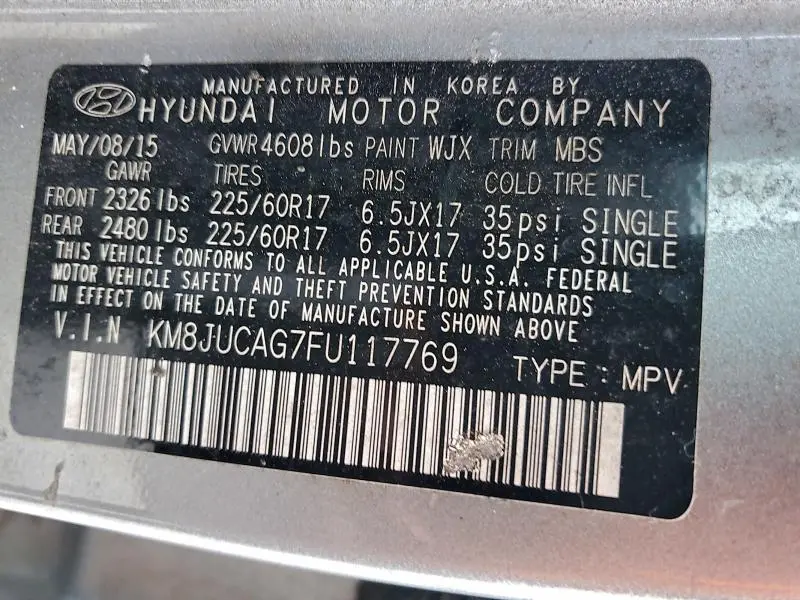 MANUFACTURED IN KOREA BY
HYUNDAI MOTOR COMPANY
MAY/08/15 GVWR 4608lbs PAINT WJX TRIM MBS
GAWR TIRES RIMS COLD TIRE INFL
FRONT 2326 lbs 225/60R17 6.5JX17 35psi SINGLE
REAR 2480 lbs 225/60R17 6.5JX17 35psi SINGLE
THIS VEHICLE CONFORMS TO ALL APPLICABLE U.S.A. FEDERAL
MOTOR VEHICLE SAFETY AND THEFT PREVENTION STANDARDS
IN EFFECT ON THE DATE OF MANUFACTURE SHOWN ABOVE
V.I.N KM8JUCAG7FU117769 TYPE : MPV